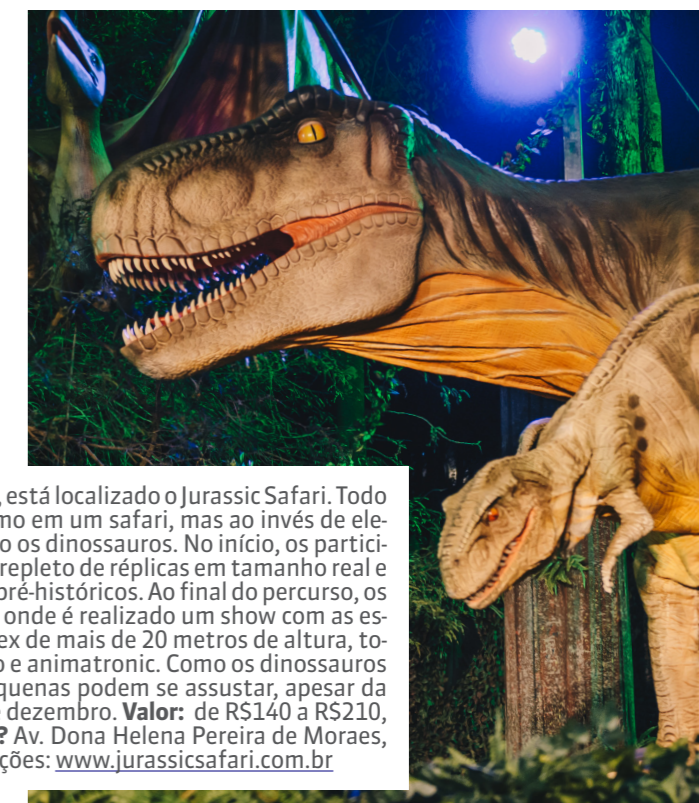 , está localizado o Jurassic Safari. Todo
mo em um safari, mas ao invés de ele-
o os dinossauros. No início, os partici-
repleto de réplicas em tamanho real e
pré-históricos. Ao final do percurso, os
onde é realizado um show com as es-
ex de mais de 20 metros de altura, to-
o e animatronic. Como os dinossauros
quenas podem se assustar, apesar da
dezembro. Valor: de R$140 a R$210,
? Av. Dona Helena Pereira de Moraes,
ções: www.jurassicsafari.com.br